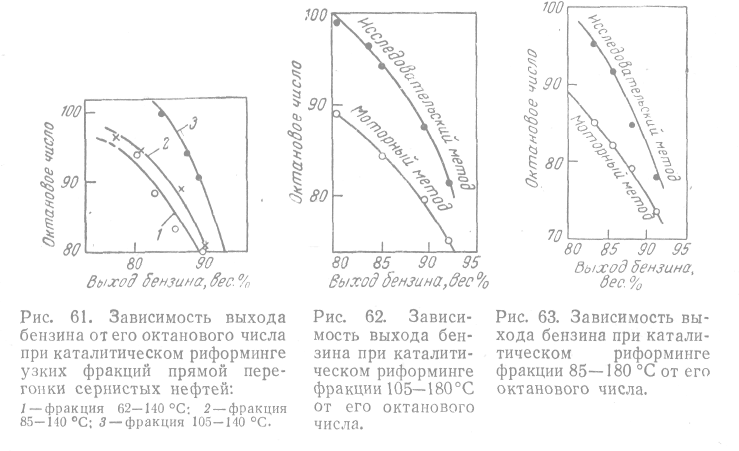 Октановое число
100
90
80
80
90
1
2
3
Выход бензина, вес.%
Рис. 61. Зависимость выхода
бензина от его октанового числа
при каталитическом риформинге
узких фракций прямой пере-
гонки сернистых нефтей:
1—фракция 62—140 °С; 2—фракция
85—140 °С; 3—фракция 105—140 °С.
Октановое число
100
90
80
80
85
90
95
Исследовательский метод
Моторный метод
Выход бензина, вес %
Рис. 62. Зависи-
мость выхода бен-
зина при каталити-
ческом риформинге
фракции 105—180 °С
от его октанового
числа.
Октановое число
100
90
80
70
80
85
90
95
Исследовательский метод
Моторный метод
Выход бензина,
вес.%
Рис. 63. Зависимость вы-
хода бензина при катали-
тическом риформинге
фракции 85—180 °С от его
октанового числа.